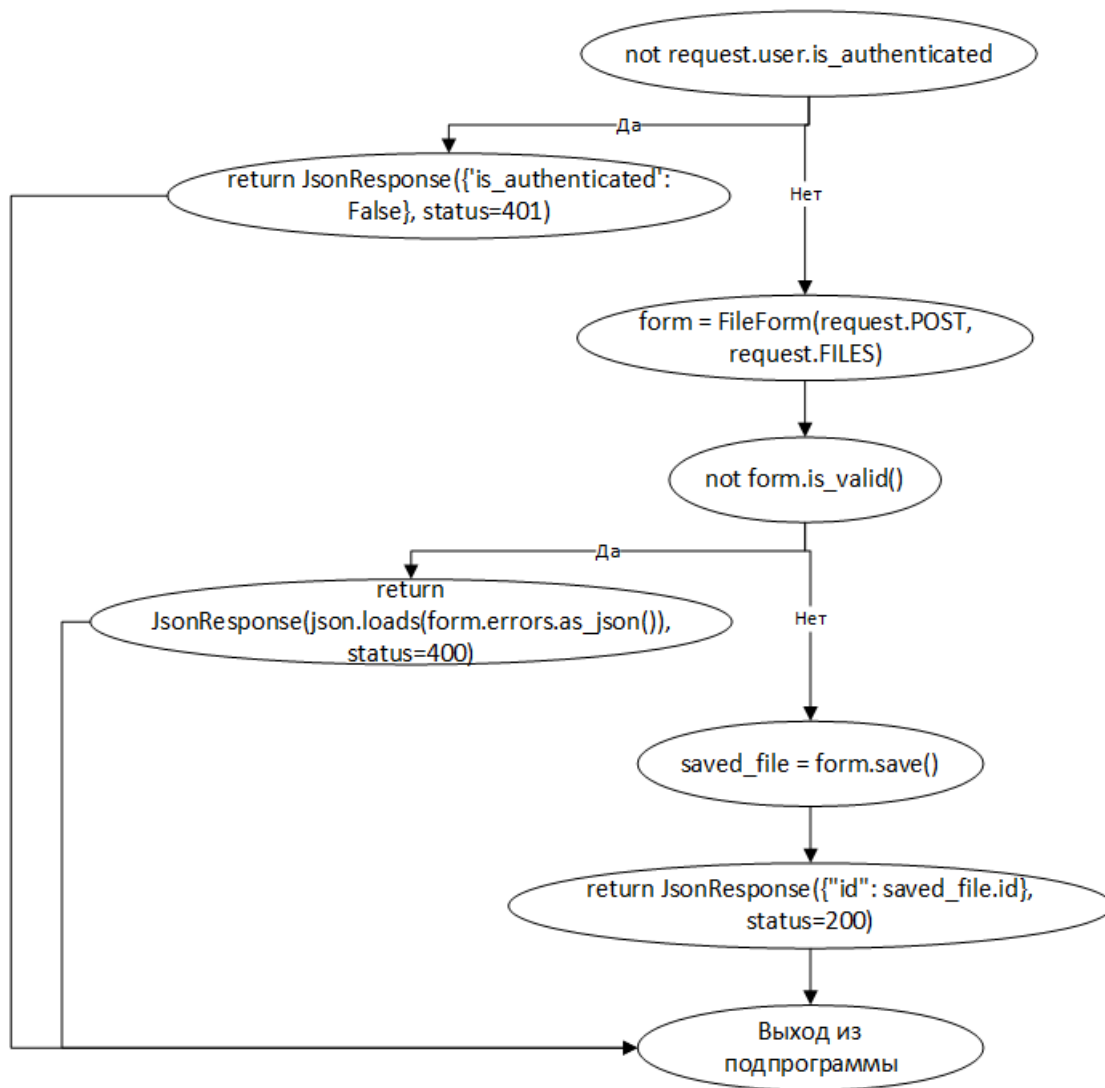 not request.user.is_authenticated
Да
return JsonResponse({'is_authenticated':
False}, status=401)
Нет
form = FileForm(request.POST,
request.FILES)
not form.is_valid()
Да
return
JsonResponse(json.loads(form.errors.as_json()),
status=400)
Нет
saved_file = form.save()
return JsonResponse({"id": saved_file.id},
status=200)
Выход из
подпрограммы